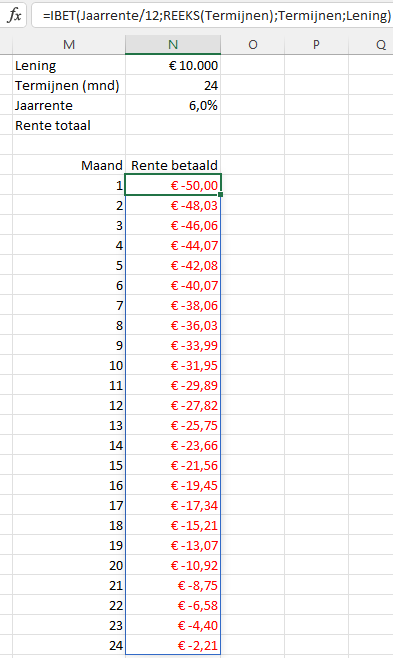 fx =IBET(Jaarrente/12;REEKS(Termijnen);Termijnen;Lening)
M N O P Q
Lening € 10.000
Termijnen (mnd) 24
Jaarrente 6,0%
Rente totaal
Maand Rente betaald
1 € -50,00
2 € -48,03
3 € -46,06
4 € -44,07
5 € -42,08
6 € -40,07
7 € -38,06
8 € -36,03
9 € -33,99
10 € -31,95
11 € -29,89
12 € -27,82
13 € -25,75
14 € -23,66
15 € -21,56
16 € -19,45
17 € -17,34
18 € -15,21
19 € -13,07
20 € -10,92
21 € -8,75
22 € -6,58
23 € -4,40
24 € -2,21